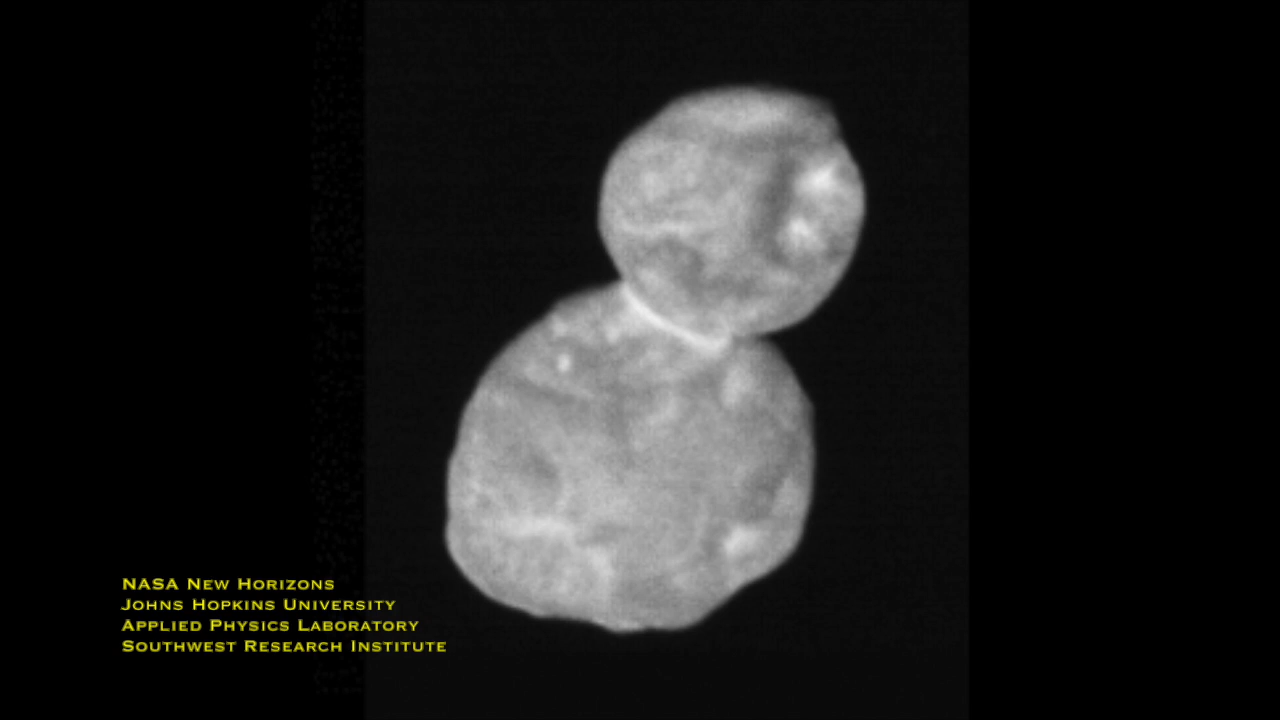 NASA New Horizons
Johns Hopkins University
Applied Physics Laboratory
Southwest Research Institute